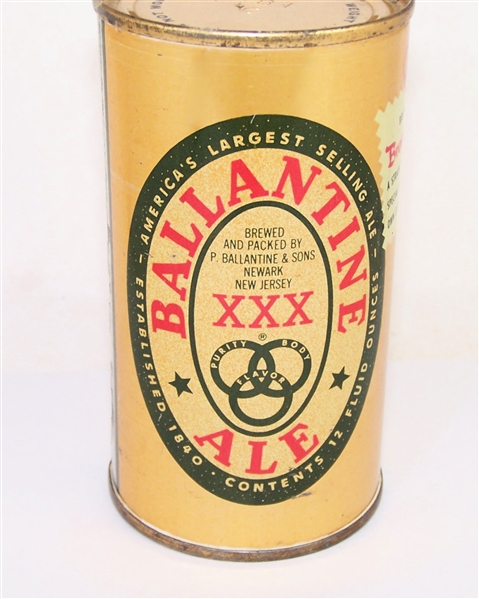 AMERICA'S LARGEST SELLING ALE
BALLANTINE
BREWED
AND PACKED BY
P. BALLANTINE & SONS
NEWARK
NEW JERSEY
XXX
®
PURITY BODY
FLAVOR
ALE
ESTABLISHED 1840 • CONTENTS 12 FLUID OUNCES